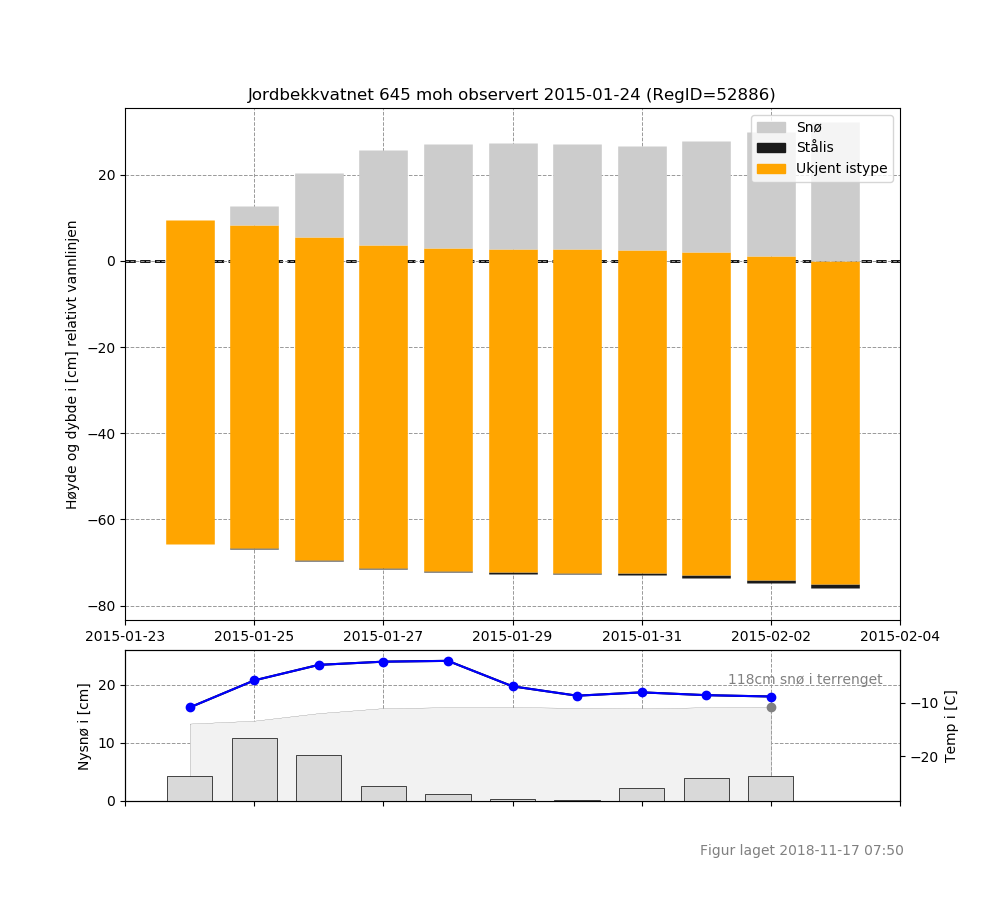 Jordbekkvatnet 645 moh observert 2015-01-24 (RegID=52886)
Snø
Stålis
Ukjent istype
Høyde og dybde i [cm] relativt vannlinjen
20
0
−20
−40
−60
−80
2015-01-23 2015-01-25 2015-01-27 2015-01-29 2015-01-31 2015-02-02 2015-02-04
118cm snø i terrenget
Nysnø i [cm]
20
10
0
−10
−20
Temp i [C]
Figur laget 2018-11-17 07:50